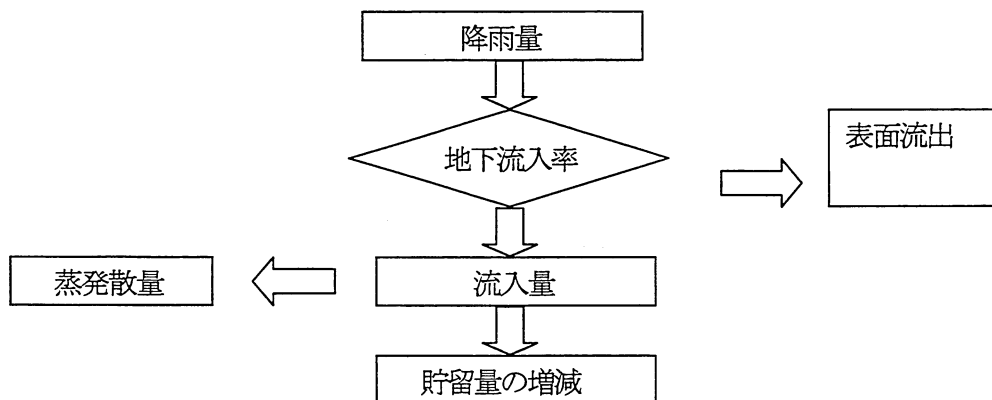 降雨量
地下流入率
表面流出
蒸発散量
流入量
貯留量の増減